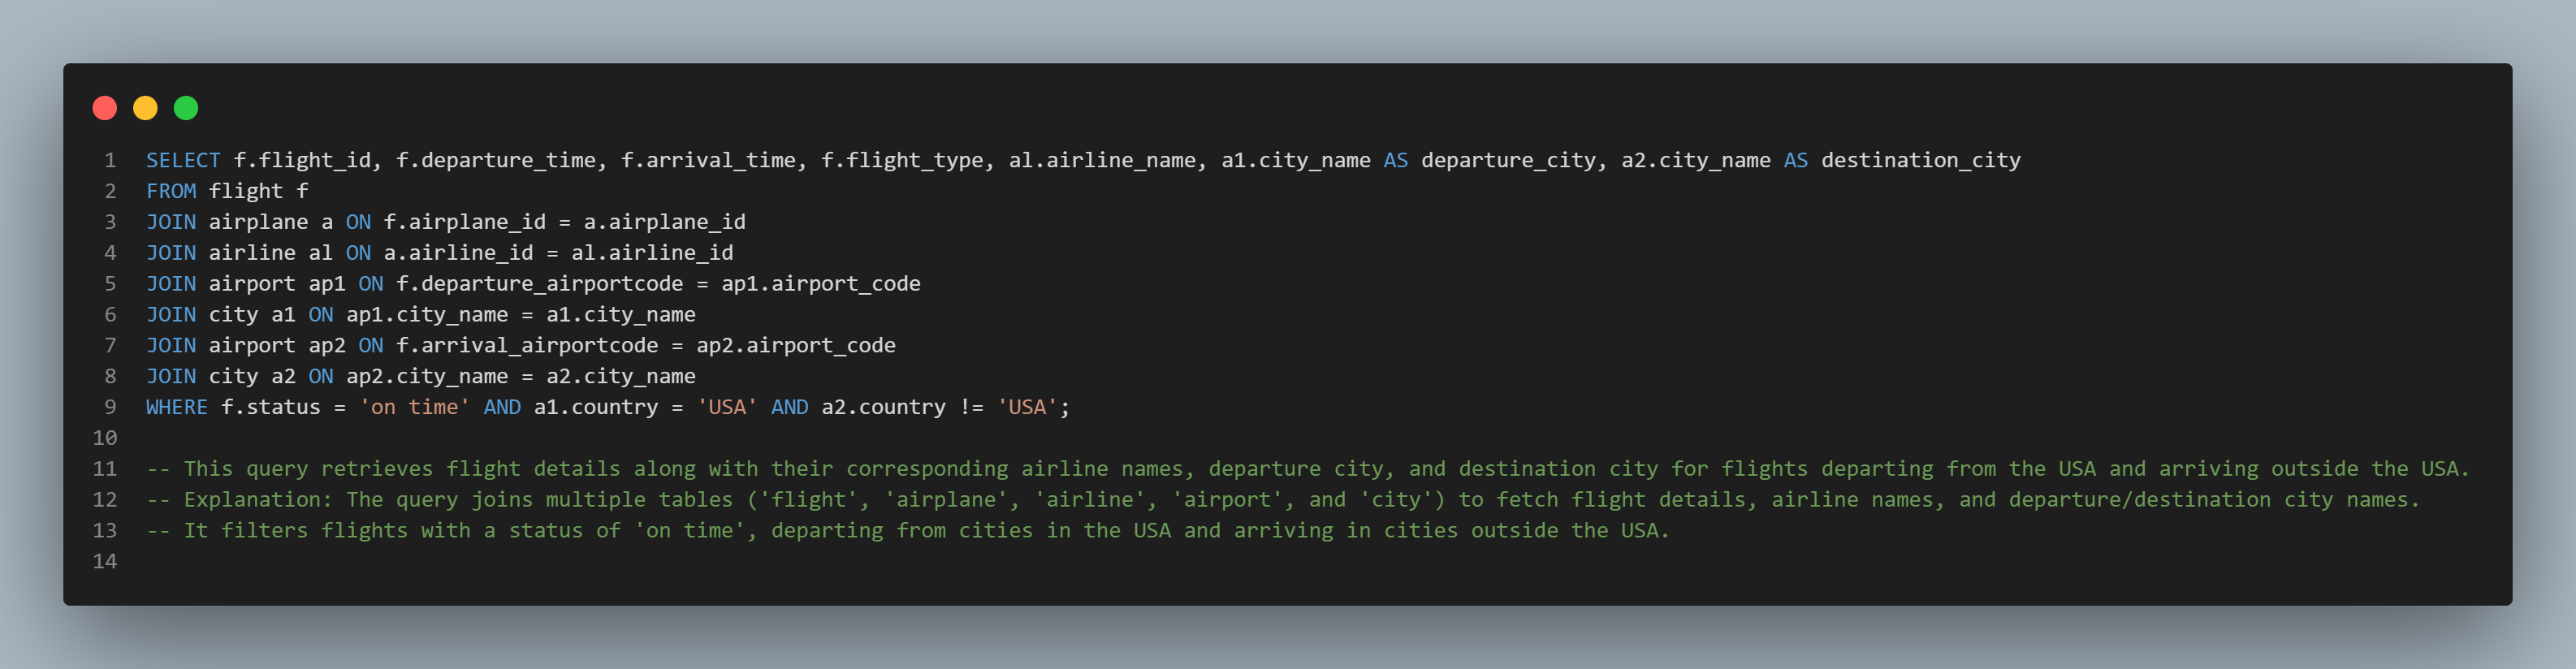 1 SELECT f.flight_id, f.departure_time, f.arrival_time, f.flight_type, al.airline_name, a1.city_name AS departure_city, a2.city_name AS destination_city
2 FROM flight f
3 JOIN airplane a ON f.airplane_id = a.airplane_id
4 JOIN airline al ON a.airline_id = al.airline_id
5 JOIN airport ap1 ON f.departure_airportcode = ap1.airport_code
6 JOIN city a1 ON ap1.city_name = a1.city_name
7 JOIN airport ap2 ON f.arrival_airportcode = ap2.airport_code
8 JOIN city a2 ON ap2.city_name = a2.city_name
9 WHERE f.status = 'on time' AND a1.country = 'USA' AND a2.country != 'USA';
10
11 -- This query retrieves flight details along with their corresponding airline names, departure city, and destination city for flights departing from the USA and arriving outside the USA.
12 -- Explanation: The query joins multiple tables ('flight', 'airplane', 'airline', 'airport', and 'city') to fetch flight details, airline names, and departure/destination city names.
13 -- It filters flights with a status of 'on time', departing from cities in the USA and arriving in cities outside the USA.
14